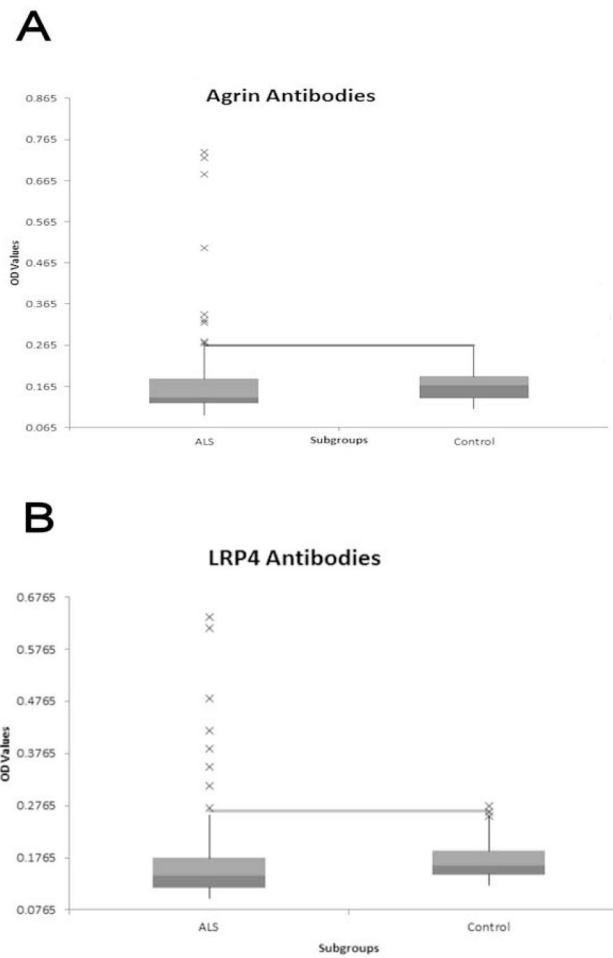 A
Agrin Antibodies
0.865
0.765
0.665
0.565
0.465
0.365
0.265
0.165
0.065
OD Values
ALS
Subgroups
Control
B
LRP4 Antibodies
0.6765
0.5765
0.4765
0.3765
0.2765
0.1765
0.0765
OD Values
ALS
Control
Subgroups